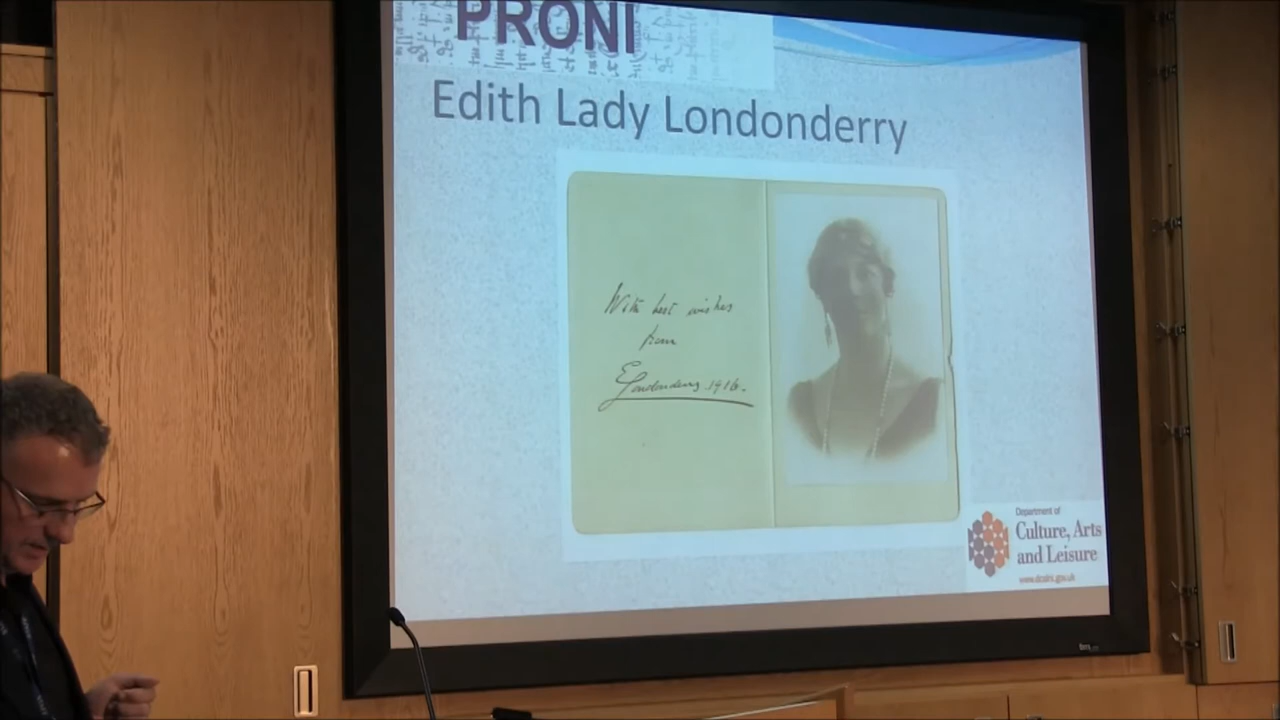 PRONI
Edith Lady Londonderry
With best wishes
from
E Londonderry 1916.
Department of
Culture, Arts
and Leisure
www.dcalni.gov.uk